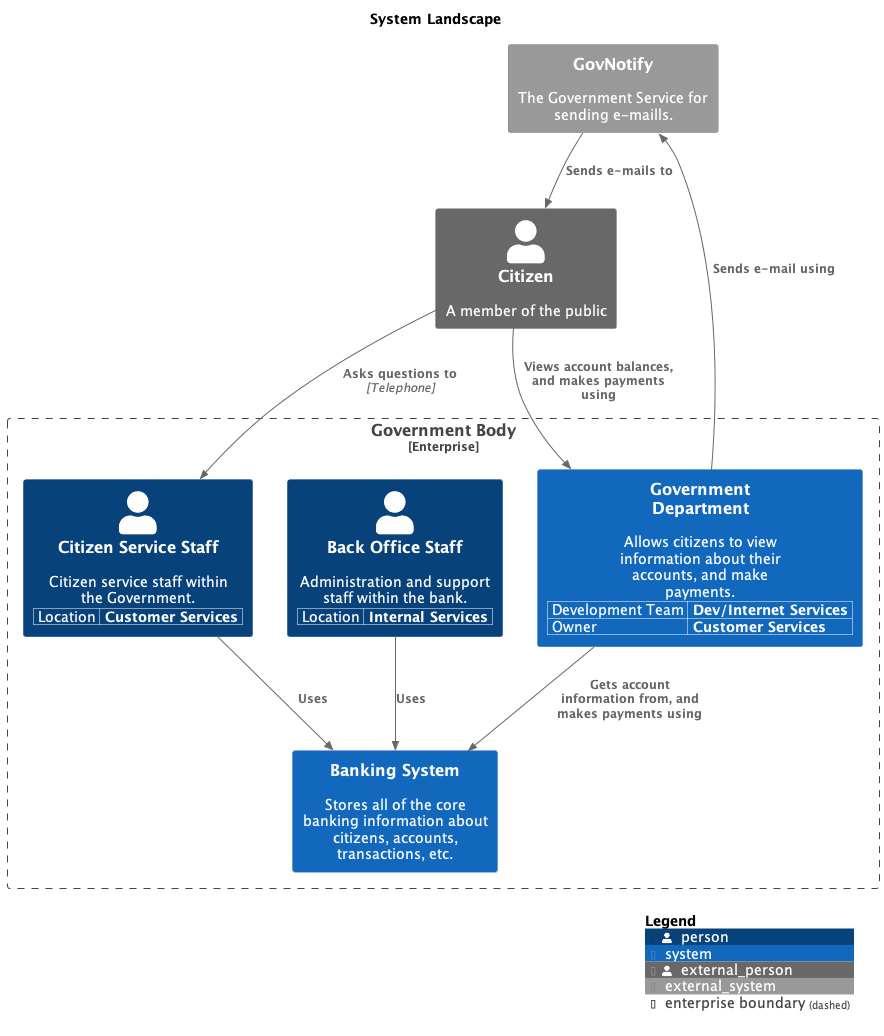 System Landscape
GovNotify
The Government Service for
sending e-maills.
Sends e-mails to
Citizen
A member of the public
Sends e-mail using
Asks questions to
[Telephone]
Views account balances,
and makes payments
using
Government Body
[Enterprise]
Citizen Service Staff
Citizen service staff within
the Government.
Location Customer Services
Back Office Staff
Administration and support
staff within the bank.
Location Internal Services
Government
Department
Allows citizens to view
information about their
accounts, and make
payments.
Development Team Dev/Internet Services
Owner Customer Services
Uses
Uses
Gets account
information from, and
makes payments using
Banking System
Stores all of the core
banking information about
citizens, accounts,
transactions, etc.
Legend
person
system
external_person
external_system
enterprise boundary (dashed)